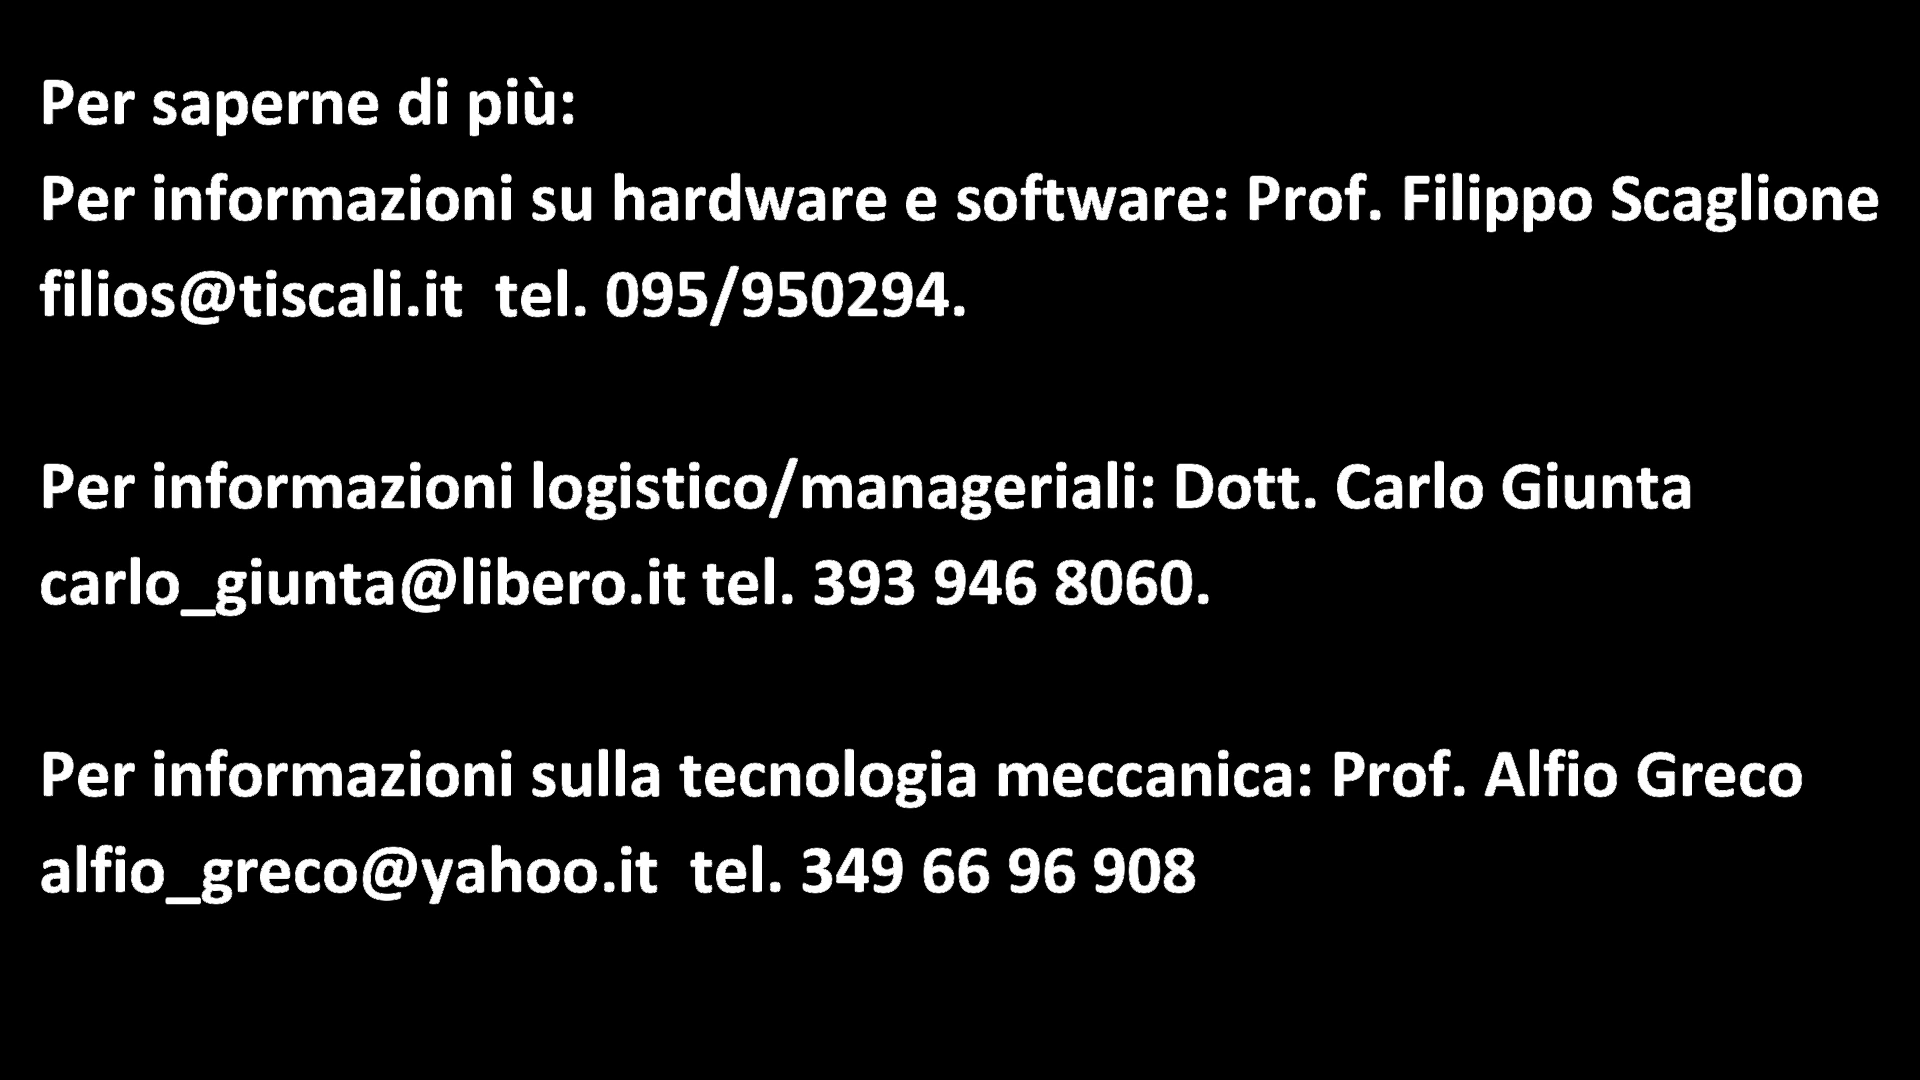 Per saperne di più:
Per informazioni su hardware e software: Prof. Filippo Scaglione
filios@tiscali.it  tel. 095/950294.
Per informazioni logistico/manageriali: Dott. Carlo Giunta
carlo_giunta@libero.it tel. 393 946 8060.
Per informazioni sulla tecnologia meccanica: Prof. Alfio Greco
alfio_greco@yahoo.it  tel. 349 66 96 908